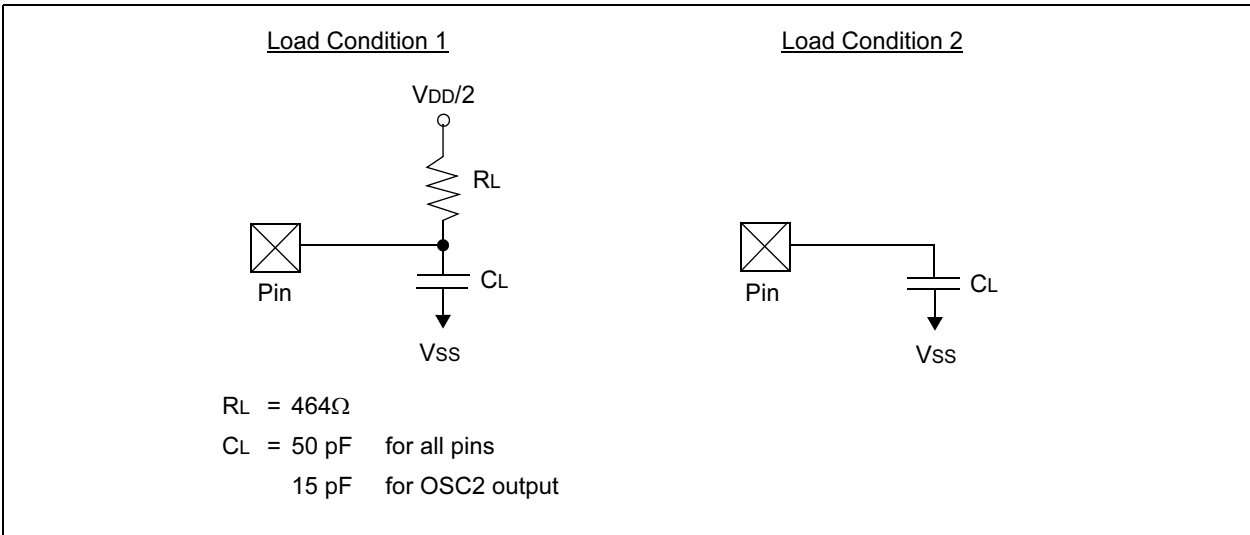 Load Condition 1
VDD/2
RL
Pin
CL
VSS
RL = 464Ω
CL = 50 pF for all pins
15 pF for OSC2 output
Load Condition 2
Pin
CL
VSS